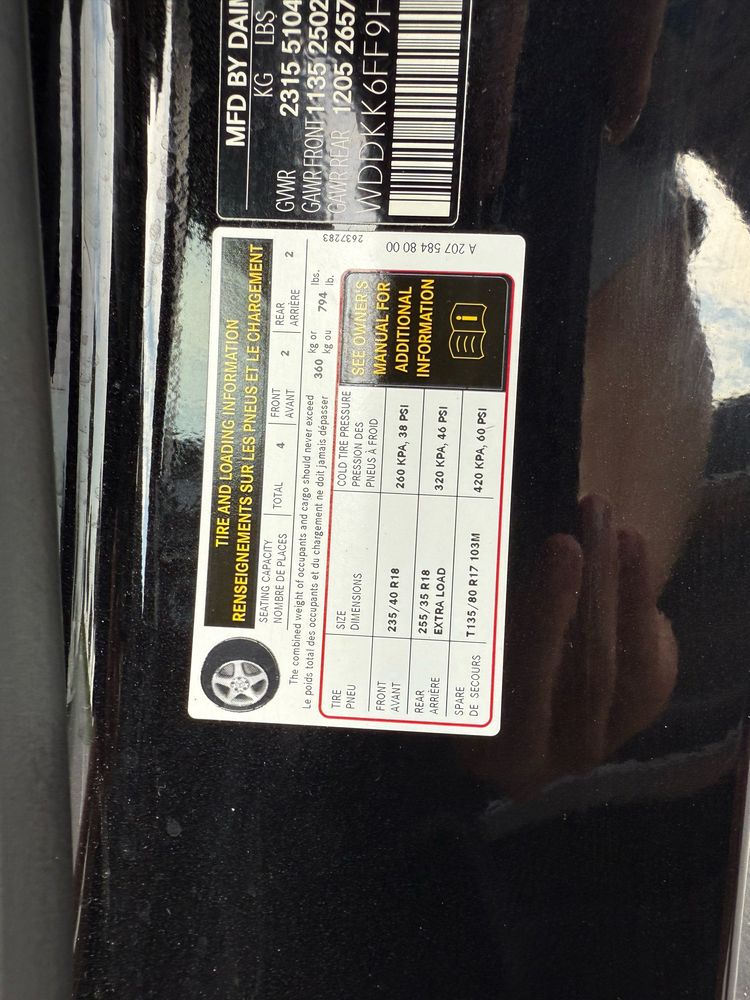 MFD BY DAIM
KG LBS
GVWR 2315 5104
GAWR FRONT 1135 2502
GAWR REAR 1205 2657
WDDKK6FF9
TIRE AND LOADING INFORMATION
RENSEIGNEMENTS SUR LES PNEUS ET LE CHARGEMENT
SEATING CAPACITY
NOMBRE DE PLACES
TOTAL 4
FRONT
AVANT
2
REAR
ARRIÈRE
2
The combined weight of occupants and cargo should never exceed 360 kg or 794 lbs.
Le poids total des occupants et du chargement ne doit jamais dépasser kg ou lb.
TIRE
PNEU
SIZE
DIMENSIONS
COLD TIRE PRESSURE
PRESSION DES
PNEUS À FROID
FRONT
AVANT
235/40 R18
260 KPA, 38 PSI
REAR
ARRIÈRE
255/35 R18
EXTRA LOAD
320 KPA, 46 PSI
SPARE
DE SECOURS
T135/80 R17 103M
420 KPA, 60 PSI
SEE OWNER'S
MANUAL FOR
ADDITIONAL
INFORMATION
i
2637283
A 207 584 80 00